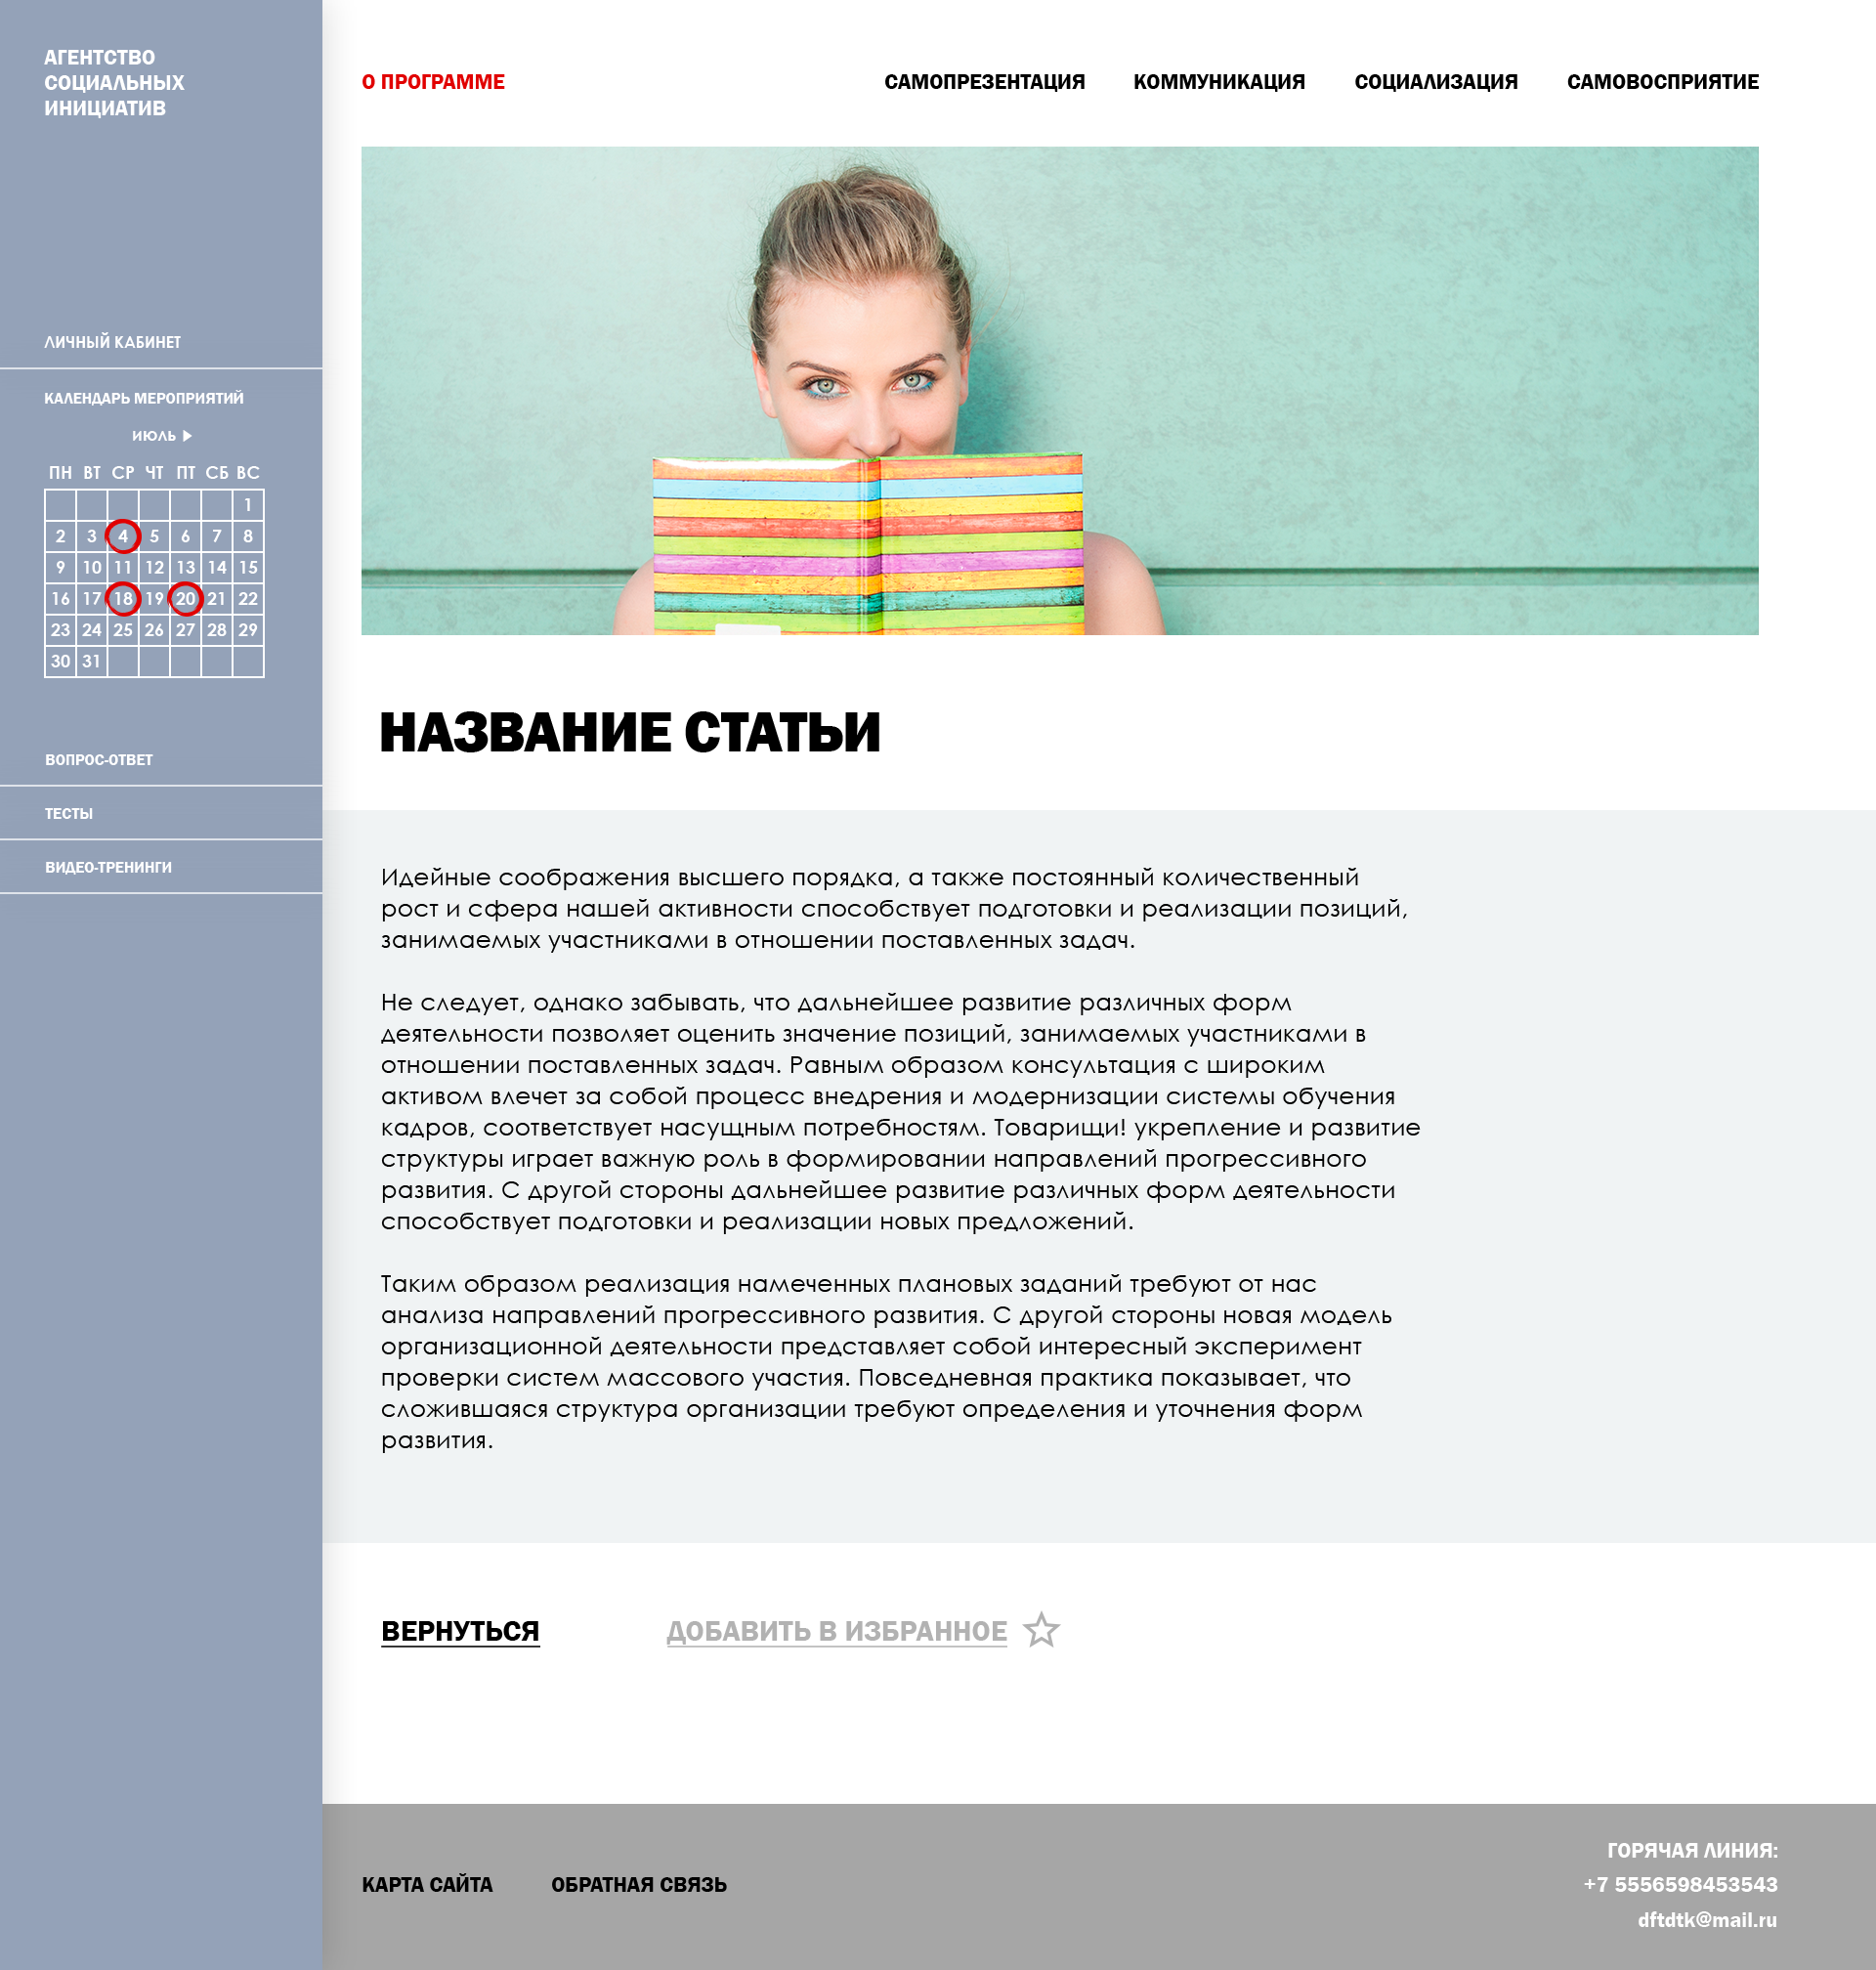 АГЕНТСТВО
СОЦИАЛЬНЫХ
ИНИЦИАТИВ
О ПРОГРАММЕ
САМОПРЕЗЕНТАЦИЯ
КОММУНИКАЦИЯ
СОЦИАЛИЗАЦИЯ
САМОВОСПРИЯТИЕ
ЛИЧНЫЙ КАБИНЕТ
КАЛЕНДАРЬ МЕРОПРИЯТИЙ
ИЮЛЬ
ПН ВТ СР ЧТ ПТ СБ ВС
1
2 3 4 5 6 7 8
9 10 11 12 13 14 15
16 17 18 19 20 21 22
23 24 25 26 27 28 29
30 31
ВОПРОС-ОТВЕТ
ТЕСТЫ
ВИДЕО-ТРЕНИНГИ
НАЗВАНИЕ СТАТЬИ
Идейные соображения высшего порядка, а также постоянный количественный
рост и сфера нашей активности способствует подготовки и реализации позиций,
занимаемых участниками в отношении поставленных задач.
Не следует, однако забывать, что дальнейшее развитие различных форм
деятельности позволяет оценить значение позиций, занимаемых участниками в
отношении поставленных задач. Равным образом консультация с широким
активом влечет за собой процесс внедрения и модернизации системы обучения
кадров, соответствует насущным потребностям. Товарищи! укрепление и развитие
структуры играет важную роль в формировании направлений прогрессивного
развития. С другой стороны дальнейшее развитие различных форм деятельности
способствует подготовки и реализации новых предложений.
Таким образом реализация намеченных плановых заданий требуют от нас
анализа направлений прогрессивного развития. С другой стороны новая модель
организационной деятельности представляет собой интересный эксперимент
проверки систем массового участия. Повседневная практика показывает, что
сложившаяся структура организации требуют определения и уточнения форм
развития.
ВЕРНУТЬСЯ
ДОБАВИТЬ В ИЗБРАННОЕ
КАРТА САЙТА
ОБРАТНАЯ СВЯЗЬ
ГОРЯЧАЯ ЛИНИЯ:
+7 5556598453543
dftdtk@mail.ru